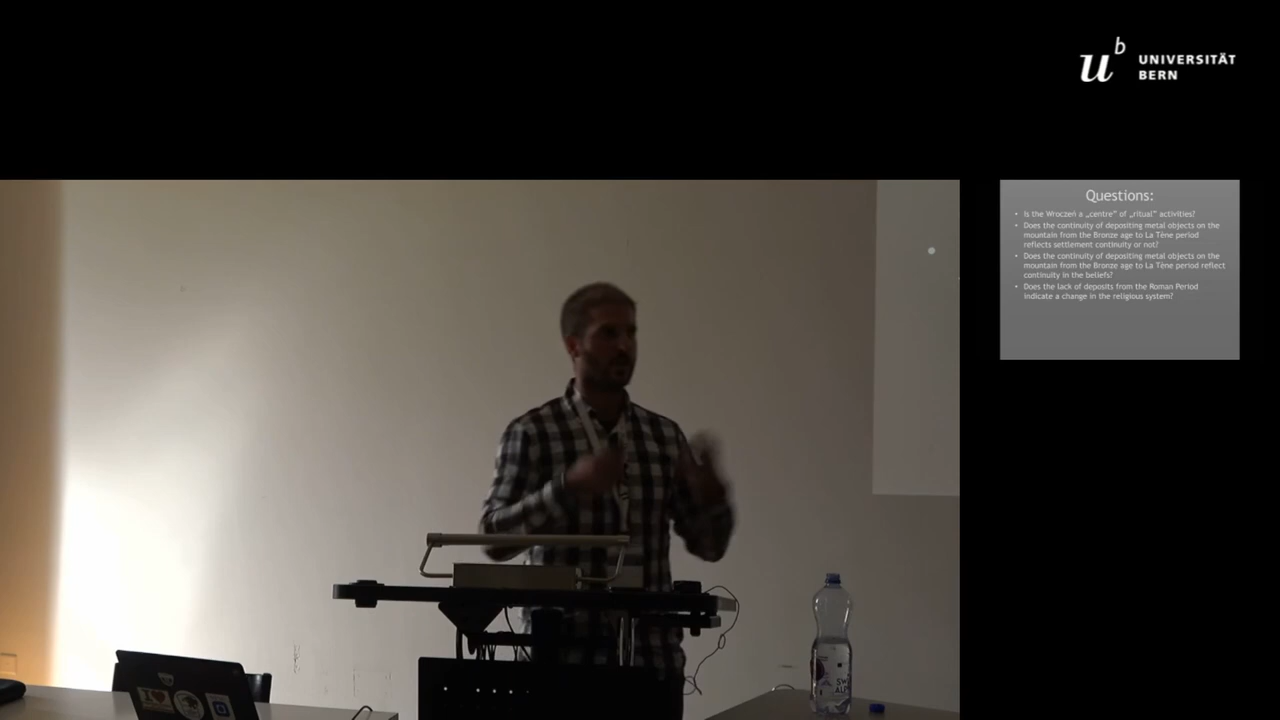 u^b UNIVERSITÄT
BERN
Questions:
• Is the Wroczeń a „centre” of „ritual” activities?
• Does the continuity of depositing metal objects on the
mountain from the Bronze age to La Tène period
reflects settlement continuity or not?
• Does the continuity of depositing metal objects on the
mountain from the Bronze age to La Tène period reflect
continuity in the beliefs?
• Does the lack of deposits from the Roman Period
indicate a change in the religious system?
I ❤